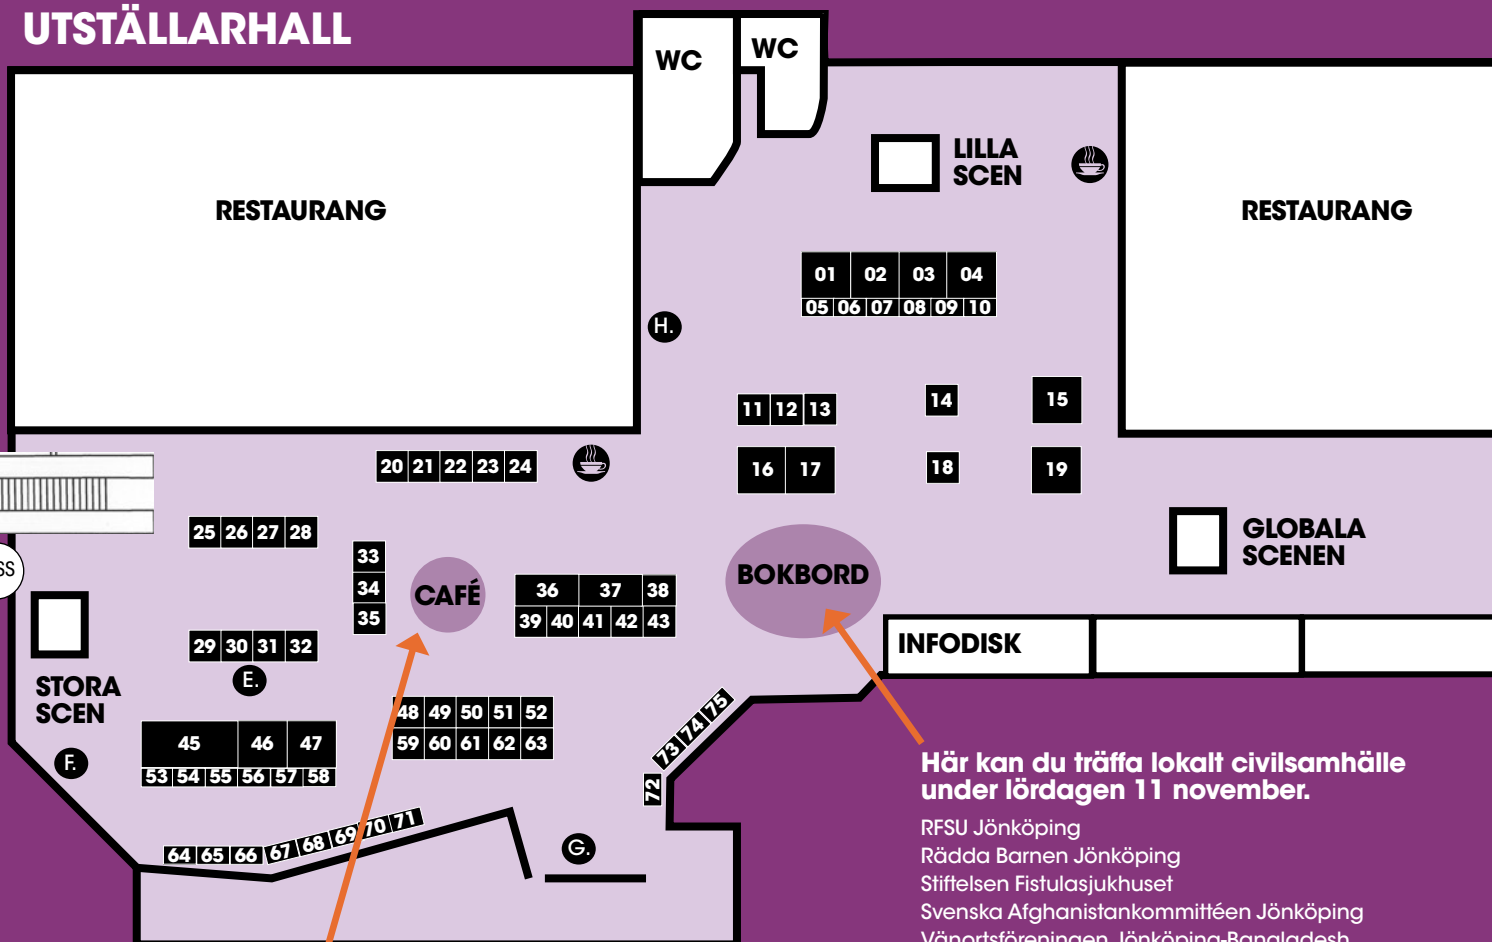 UTSTÄLLARHALL
WC
WC
LILLA
SCEN
RESTAURANG
RESTAURANG
01 02 03 04
05 06 07 08 09 10
H.
11 12 13
14
15
16 17
18
19
20 21 22 23 24
25 26 27 28
33
34
35
CAFÉ
36 37 38
39 40 41 42 43
BOKBORD
GLOBALA
SCENEN
INFODISK
SS
29 30 31 32
E.
STORA
SCEN
F.
45 46 47
53 54 55 56 57 58
48 49 50 51 52
59 60 61 62 63
72 73 74 75
64 65 66 67 68 69 70 71
G.
Här kan du träffa lokalt civilsamhälle
under lördagen 11 november.
RFSU Jönköping
Rädda Barnen Jönköping
Stiftelsen Fistulasjukhuset
Svenska Afghanistankommittéen Jönköping
Vänortsföreningen Jönköping-Bangladesh